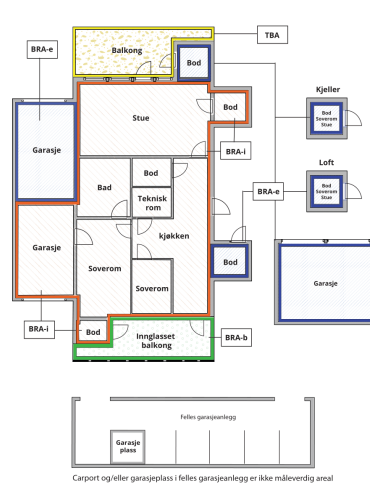 TBA
Balkong
BRA-e
Bod
Kjeller
Bod
Soverom
Stue
Bod
Stue
BRA-i
Garasje
Loft
Bod
Soverom
Stue
BRA-e
Bad
Bod
Teknisk
rom
kjøkken
Garasje
Soverom
Bod
Garasje
Soverom
BRA-i
Bod
Innglasset
balkong
BRA-b
Felles garasjeanlegg
Garasje
plass
Carport og/eller garasjeplass i felles garasjeanlegg er ikke måleverdig areal